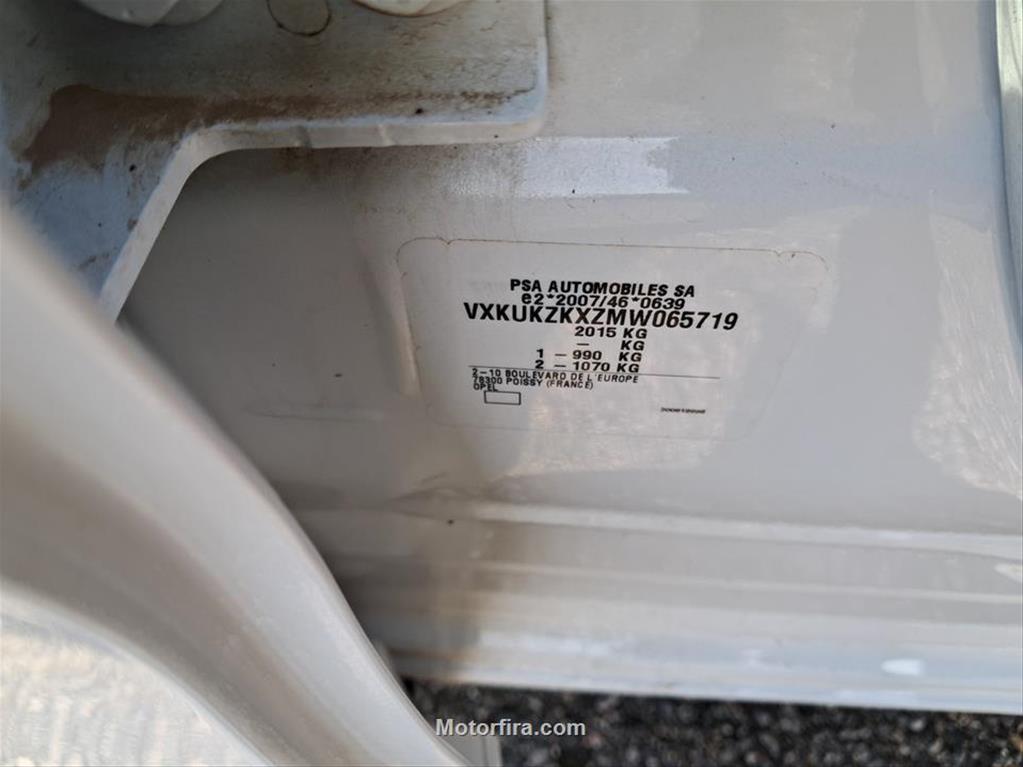 PSA AUTOMOBILES SA
e2*2007/46*0639
VXKUKZKXZMW065719
2015 KG
– KG
1 – 990 KG
2 – 1070 KG
2–10 BOULEVARD DE L'EUROPE
78300 POISSY (FRANCE)
OPEL
Motorfira.com